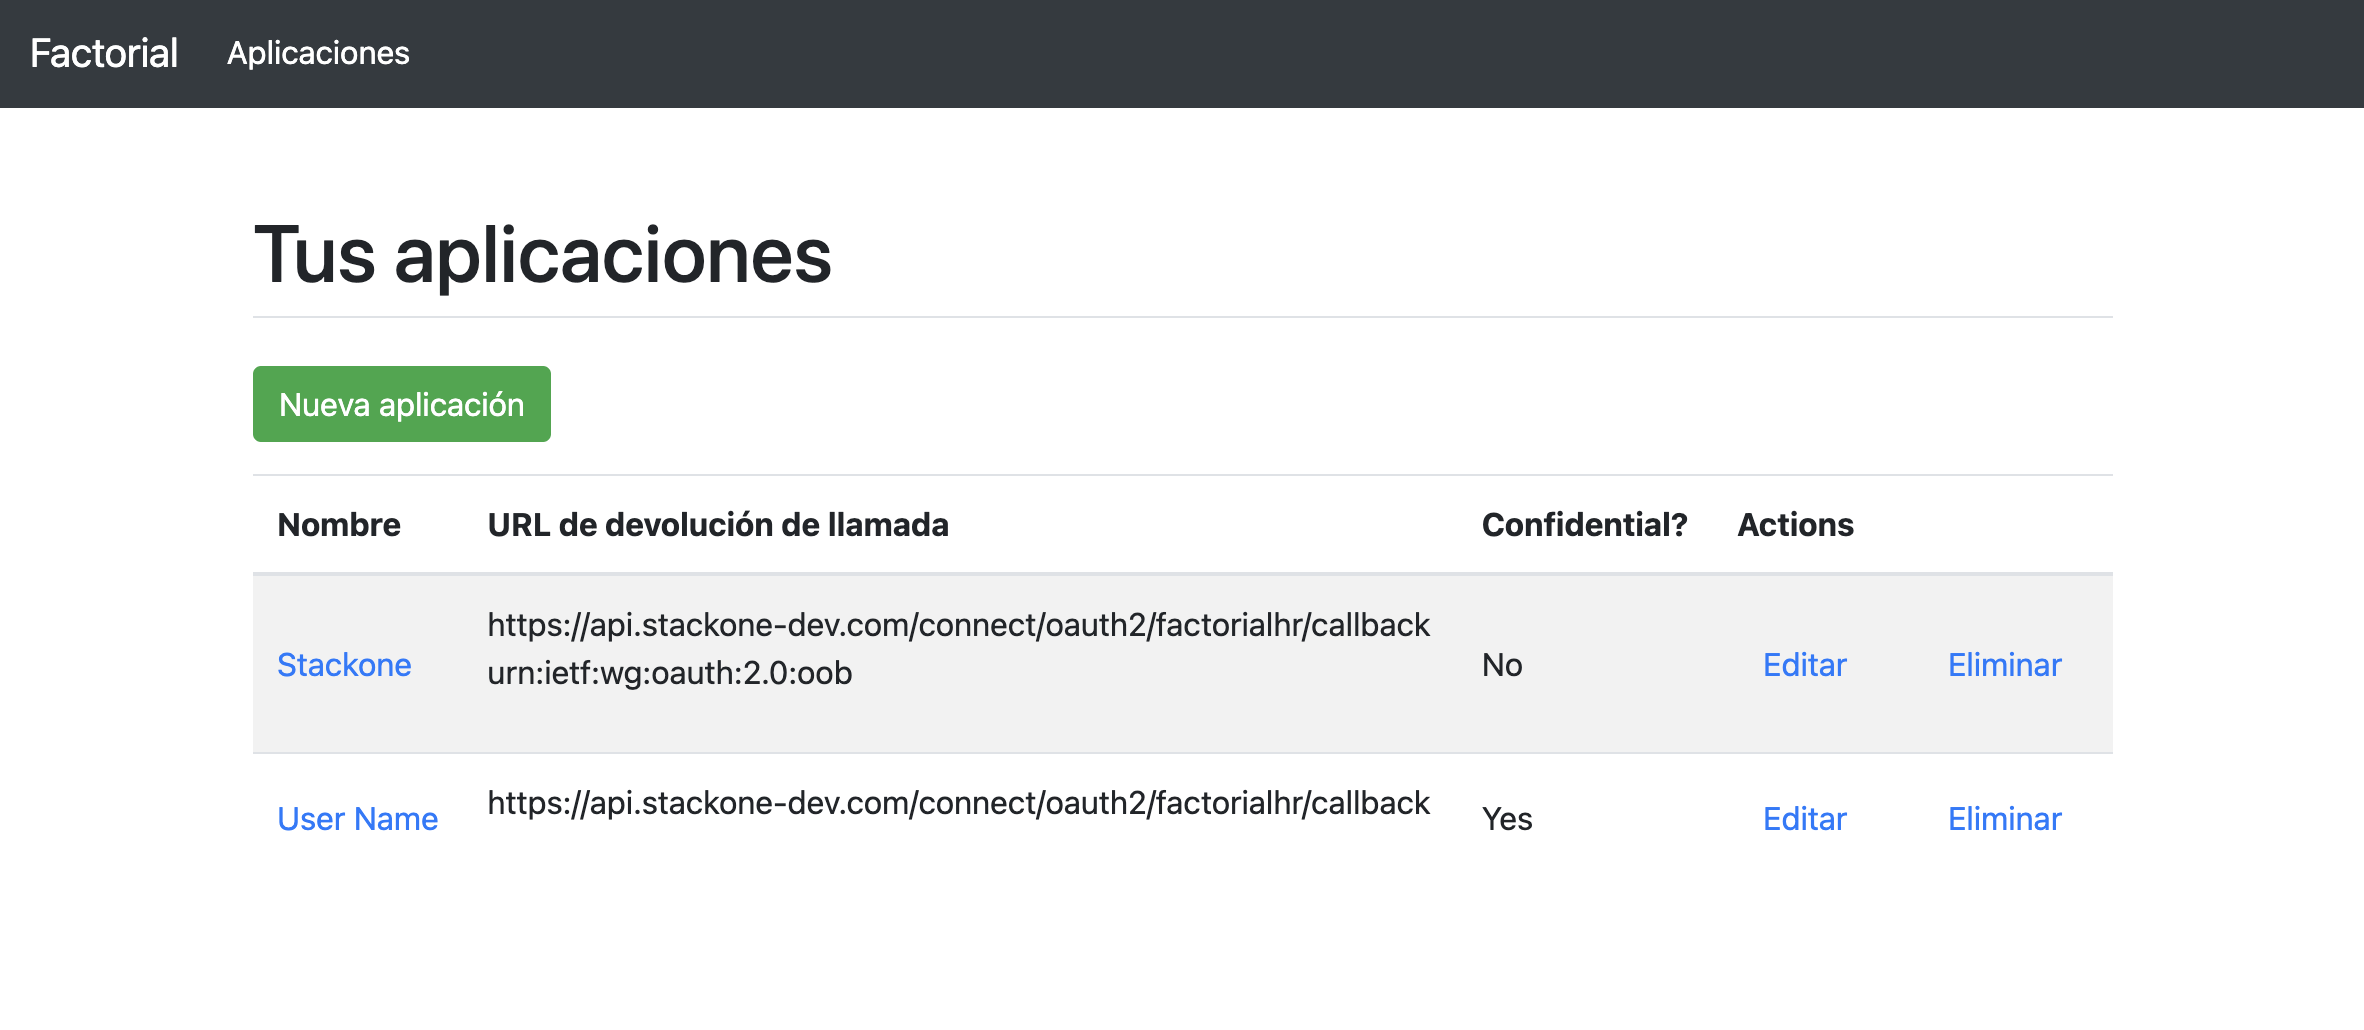 Factorial Aplicaciones
Tus aplicaciones
Nueva aplicación
Nombre URL de devolución de llamada Confidential? Actions
https://api.stackone-dev.com/connect/oauth2/factorialhr/callback
Stackone urn:ietf:wg:oauth:2.0:oob No Editar Eliminar
User Name https://api.stackone-dev.com/connect/oauth2/factorialhr/callback Yes Editar Eliminar